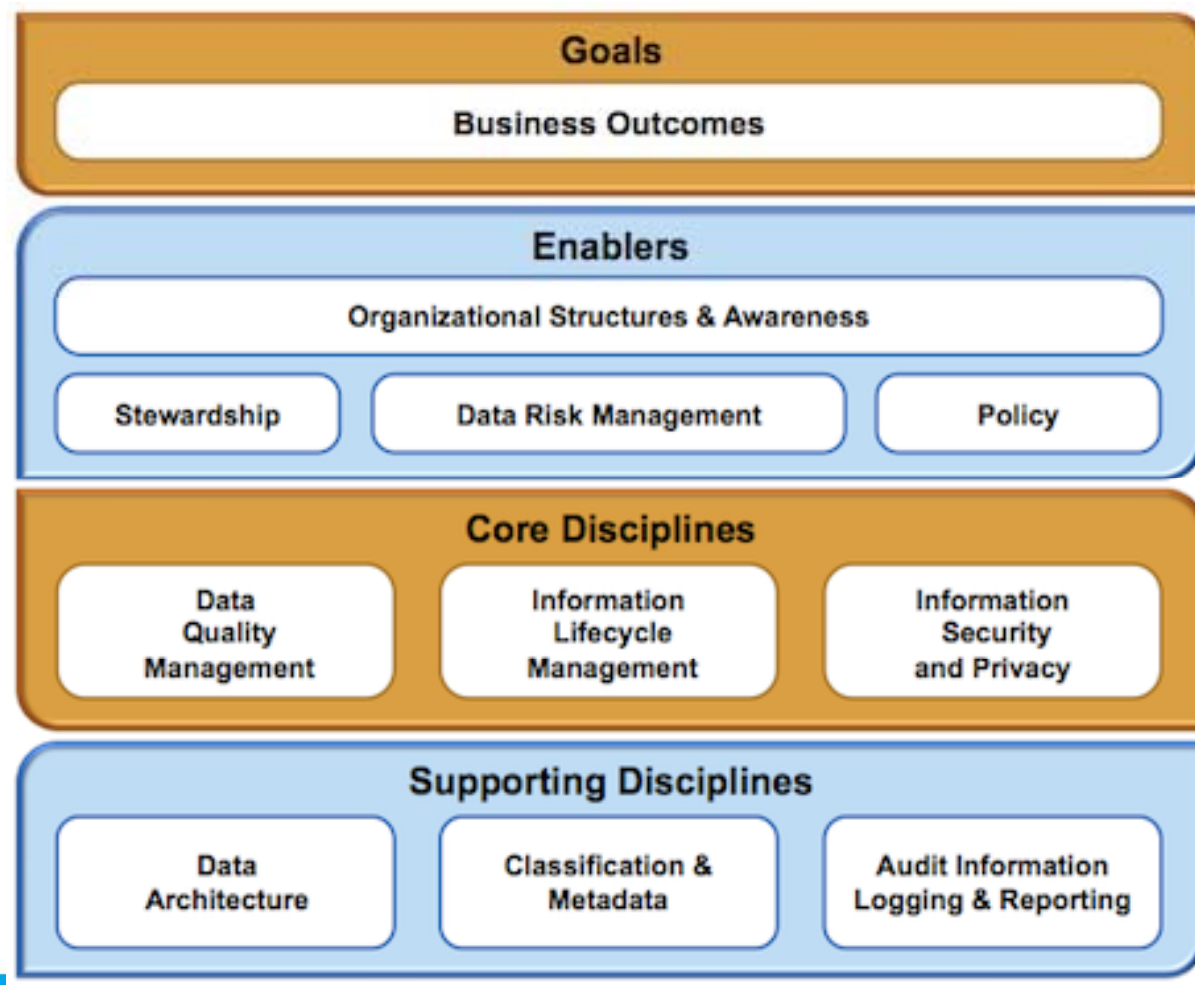 Goals
Business Outcomes
Enablers
Organizational Structures & Awareness
Stewardship
Data Risk Management
Policy
Core Disciplines
Data
Quality
Management
Information
Lifecycle
Management
Information
Security
and Privacy
Supporting Disciplines
Data
Architecture
Classification &
Metadata
Audit Information
Logging & Reporting